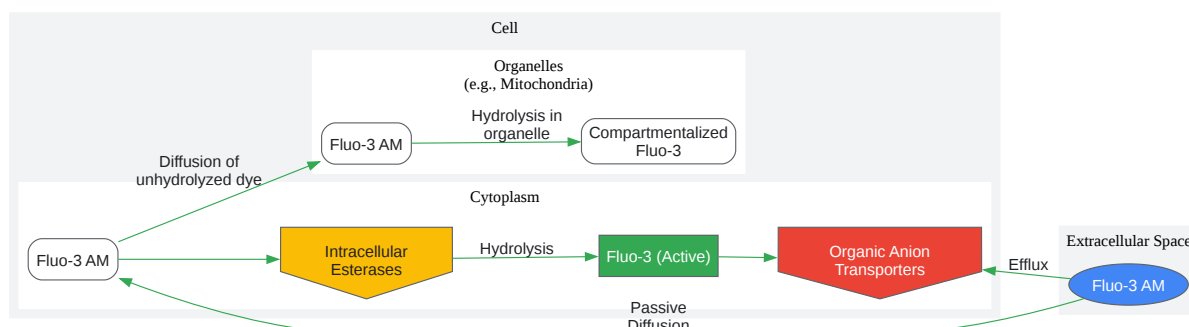 Cell
Organelles
(e.g., Mitochondria)
Hydrolysis in
organelle
Fluo-3 AM
Compartmentalized
Fluo-3
Diffusion of
unhydrolyzed dye
Cytoplasm
Fluo-3 AM
Intracellular
Esterases
Hydrolysis
Fluo-3 (Active)
Organic Anion
Transporters
Efflux
Extracellular Space
Fluo-3 AM
Passive
Diffusion